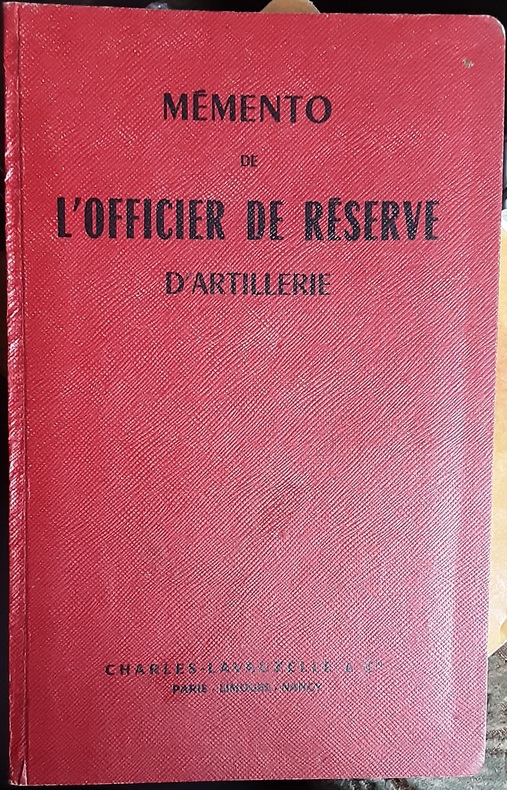 MÉMENTO
DE
L'OFFICIER DE RÉSERVE
D'ARTILLERIE
CHARLES-LAVAUZELLE & Cie
PARIS - LIMOGES - NANCY